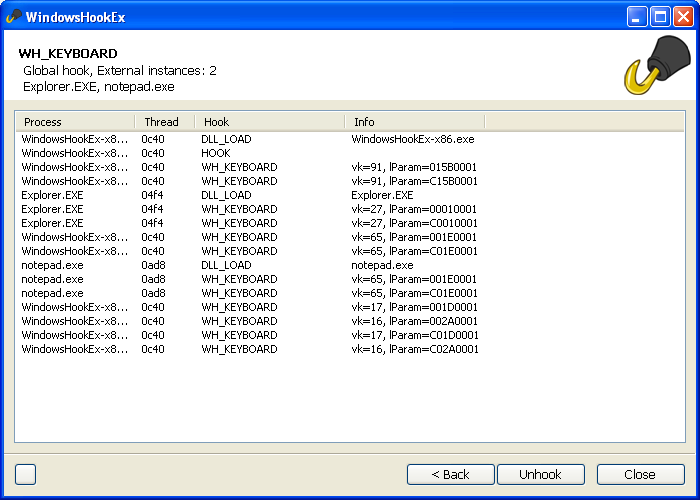 WindowsHookEx
WH_KEYBOARD
Global hook, External instances: 2
Explorer.EXE, notepad.exe
Process Thread Hook Info
WindowsHookEx-x8... 0c40 DLL_LOAD WindowsHookEx-x86.exe
WindowsHookEx-x8... 0c40 HOOK
WindowsHookEx-x8... 0c40 WH_KEYBOARD vk=91, lParam=015B0001
WindowsHookEx-x8... 0c40 WH_KEYBOARD vk=91, lParam=C15B0001
Explorer.EXE 04f4 DLL_LOAD Explorer.EXE
Explorer.EXE 04f4 WH_KEYBOARD vk=27, lParam=00010001
Explorer.EXE 04f4 WH_KEYBOARD vk=27, lParam=C0010001
WindowsHookEx-x8... 0c40 WH_KEYBOARD vk=65, lParam=001E0001
WindowsHookEx-x8... 0c40 WH_KEYBOARD vk=65, lParam=C01E0001
notepad.exe 0ad8 DLL_LOAD notepad.exe
notepad.exe 0ad8 WH_KEYBOARD vk=65, lParam=001E0001
notepad.exe 0ad8 WH_KEYBOARD vk=65, lParam=C01E0001
WindowsHookEx-x8... 0c40 WH_KEYBOARD vk=17, lParam=001D0001
WindowsHookEx-x8... 0c40 WH_KEYBOARD vk=16, lParam=002A0001
WindowsHookEx-x8... 0c40 WH_KEYBOARD vk=17, lParam=C01D0001
WindowsHookEx-x8... 0c40 WH_KEYBOARD vk=16, lParam=C02A0001
< Back Unhook Close